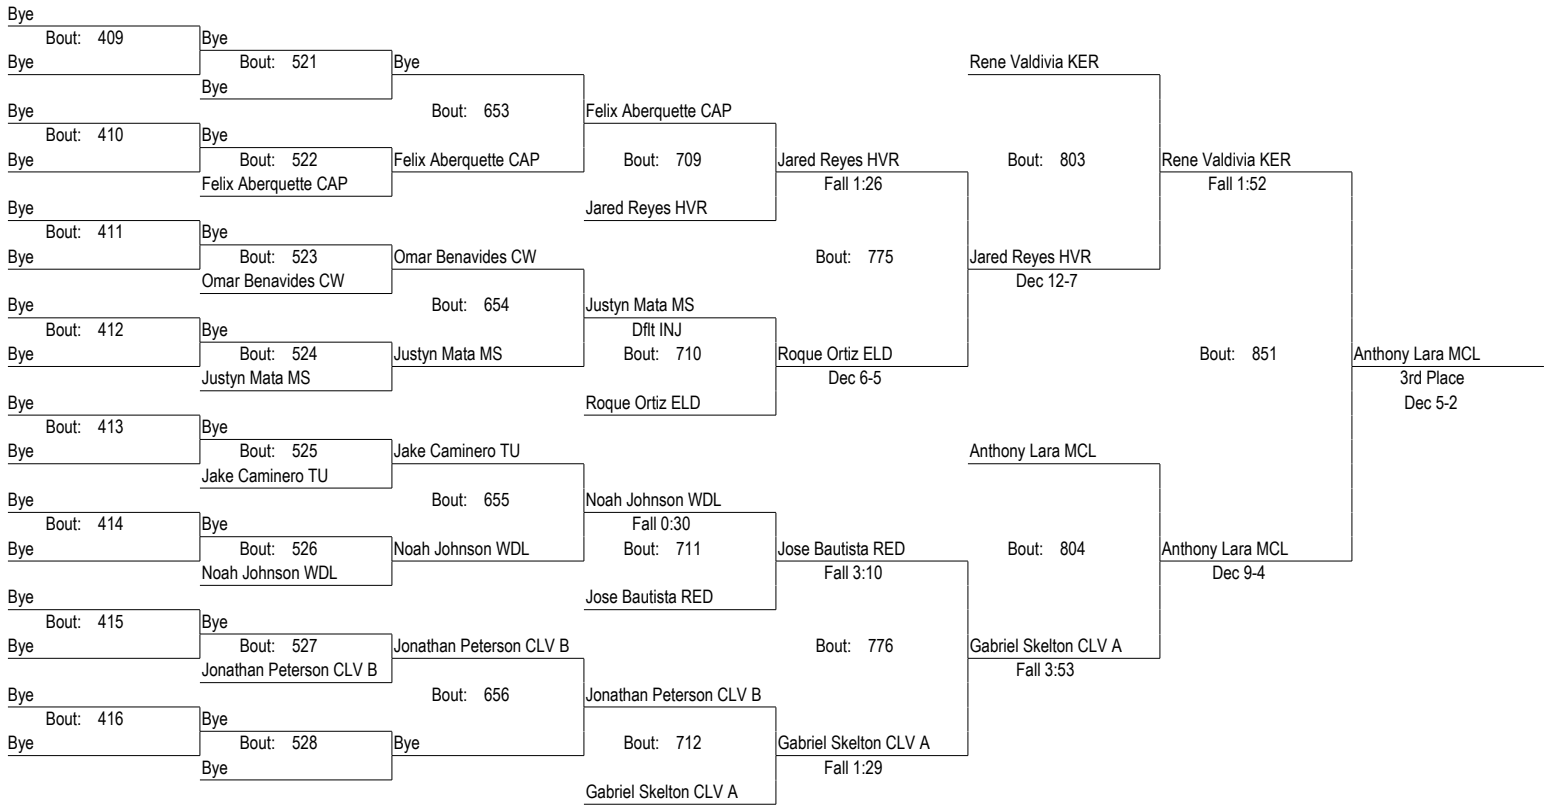 Bye
Bout: 409
Bye
Bye
Bout: 410
Bye
Bye
Bout: 411
Bye
Bye
Bout: 412
Bye
Bye
Bout: 413
Bye
Bye
Bout: 414
Bye
Bye
Bout: 415
Bye
Bye
Bout: 416
Bye
Bye
Bout: 521
Bye
Bye
Bout: 522
Felix Aberquette CAP
Bye
Bout: 523
Omar Benavides CW
Bye
Bout: 524
Justyn Mata MS
Bye
Bout: 525
Jake Caminero TU
Bye
Bout: 526
Noah Johnson WDL
Bye
Bout: 527
Jonathan Peterson CLV B
Bye
Bout: 528
Bye
Bye
Bout: 653
Felix Aberquette CAP
Omar Benavides CW
Bout: 654
Justyn Mata MS
Jake Caminero TU
Bout: 655
Noah Johnson WDL
Jonathan Peterson CLV B
Bout: 656
Bye
Felix Aberquette CAP
Bout: 709
Jared Reyes HVR
Justyn Mata MS
Dflt INJ
Bout: 710
Roque Ortiz ELD
Noah Johnson WDL
Fall 0:30
Bout: 711
Jose Bautista RED
Jonathan Peterson CLV B
Bout: 712
Gabriel Skelton CLV A
Jared Reyes HVR
Fall 1:26
Bout: 775
Roque Ortiz ELD
Dec 6-5
Jose Bautista RED
Fall 3:10
Bout: 776
Gabriel Skelton CLV A
Fall 1:29
Rene Valdivia KER
Bout: 803
Jared Reyes HVR
Dec 12-7
Anthony Lara MCL
Bout: 804
Gabriel Skelton CLV A
Fall 3:53
Rene Valdivia KER
Fall 1:52
Bout: 851
Anthony Lara MCL
Dec 9-4
Anthony Lara MCL
3rd Place
Dec 5-2